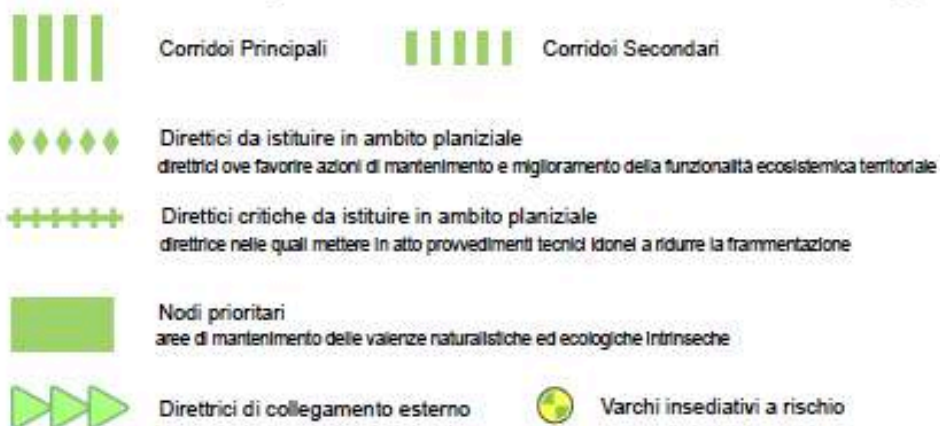 Corridoi Principali
Corridoi Secondari
Direttici da istituire in ambito planiziale
direttrici ove favorire azioni di mantenimento e miglioramento della funzionalità ecosistemica territoriale
Direttici critiche da istituire in ambito planiziale
direttrice nelle quali mettere in atto provvedimenti tecnici idonei a ridurre la frammentazione
Nodi prioritari
aree di mantenimento delle valenze naturalistiche ed ecologiche intrinseche
Direttrici di collegamento esterno
Varchi insediativi a rischio